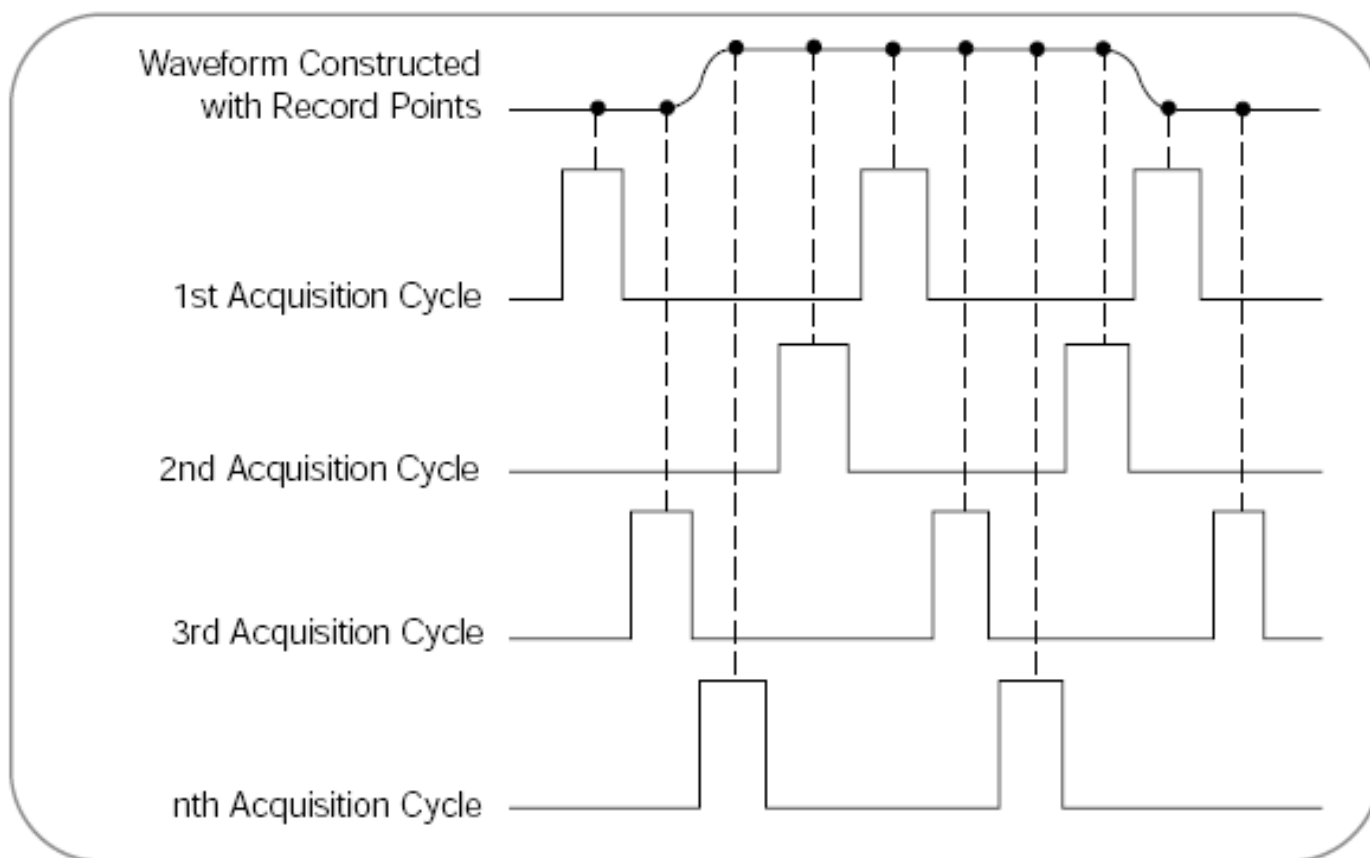 Waveform Constructed
with Record Points
1st Acquisition Cycle
2nd Acquisition Cycle
3rd Acquisition Cycle
nth Acquisition Cycle